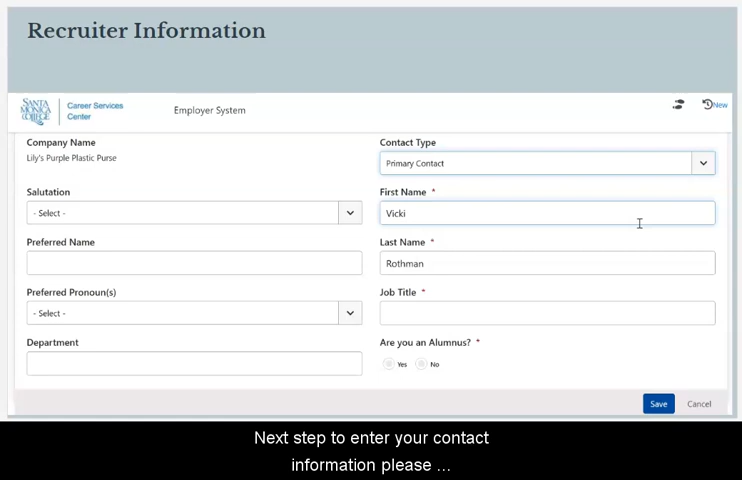 Recruiter Information
SANTA
MONICA
COLLEGE
Career Services
Center
Employer System
New
Company Name
Lily's Purple Plastic Purse
Contact Type
Primary Contact
Salutation
- Select -
First Name *
Vicki
Preferred Name
Last Name *
Rothman
Preferred Pronoun(s)
- Select -
Job Title *
Department
Are you an Alumnus? *
Yes
No
Save
Cancel
Next step to enter your contact
information please ...